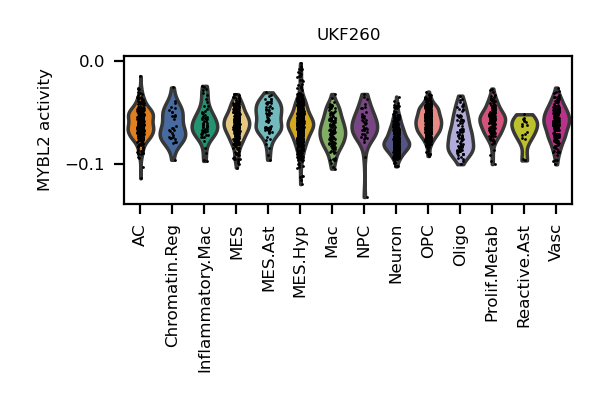 UKF260
MYBL2 activity
0.0
−0.1
AC
Chromatin.Reg
Inflammatory.Mac
MES
MES.Ast
MES.Hyp
Mac
NPC
Neuron
OPC
Oligo
Prolif.Metab
Reactive.Ast
Vasc